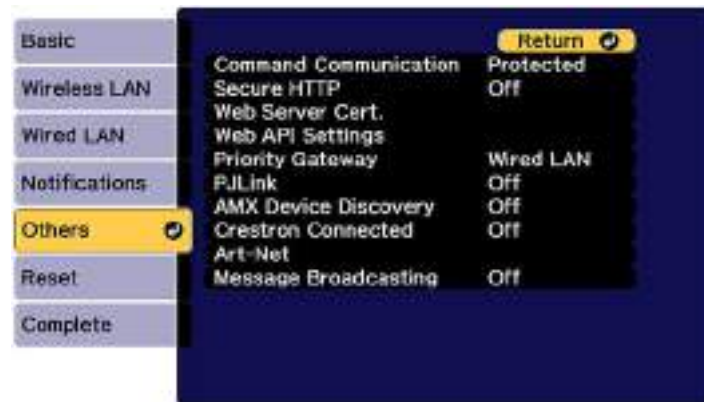 Basic
Wireless LAN
Wired LAN
Notifications
Others
Reset
Complete
Return
Command Communication Protected
Secure HTTP Off
Web Server Cert.
Web API Settings
Priority Gateway Wired LAN
PJLink Off
AMX Device Discovery Off
Crestron Connected Off
Art-Net
Message Broadcasting Off